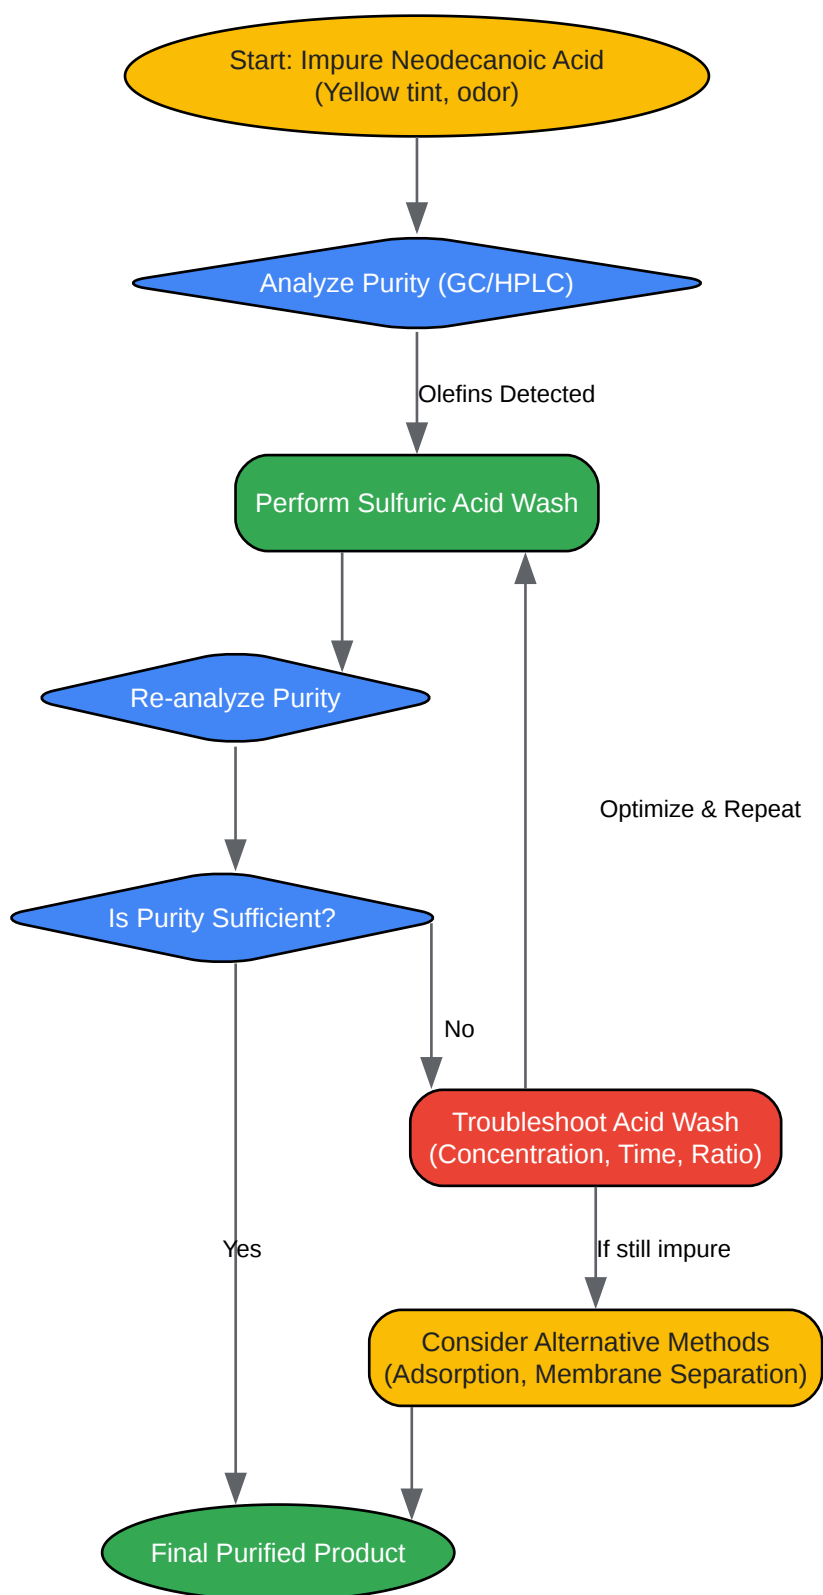 Start: Impure Neodecanoic Acid
(Yellow tint, odor)
Analyze Purity (GC/HPLC)
Olefins Detected
Perform Sulfuric Acid Wash
Re-analyze Purity
Optimize & Repeat
Is Purity Sufficient?
No
Troubleshoot Acid Wash
(Concentration, Time, Ratio)
Yes
If still impure
Consider Alternative Methods
(Adsorption, Membrane Separation)
Final Purified Product